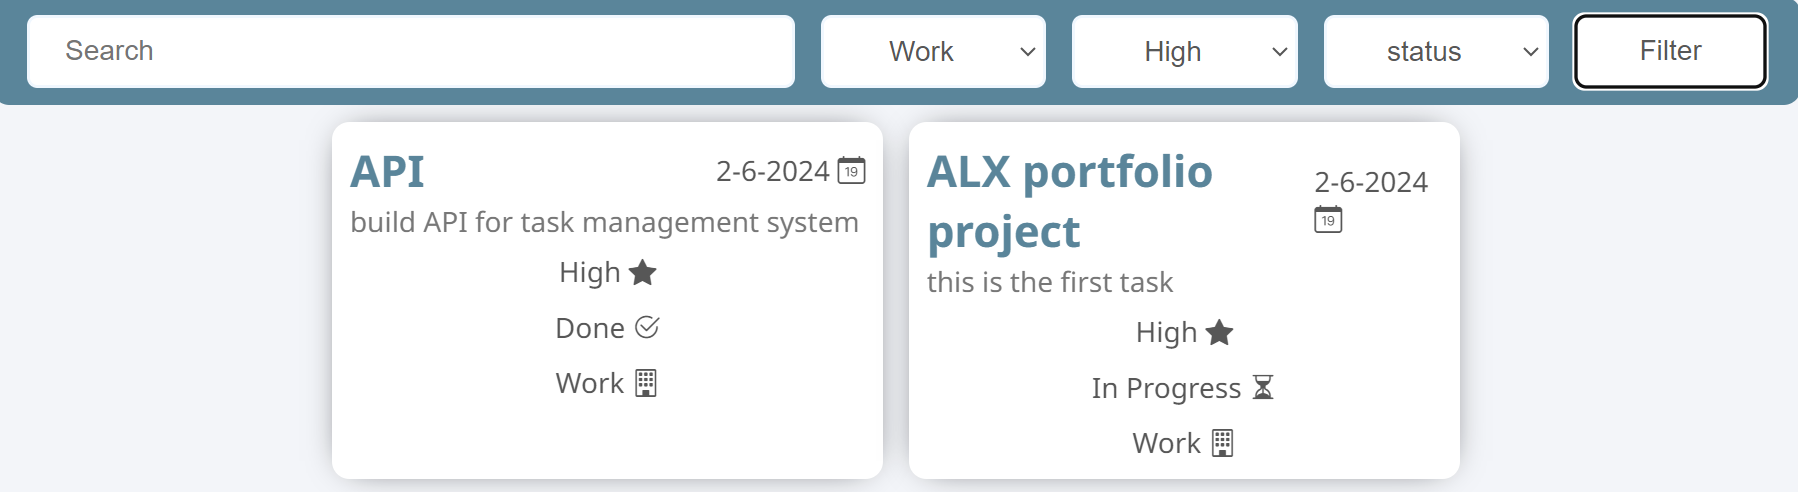 Search
Work
High
status
Filter
API
2-6-2024 19
build API for task management system
High
Done
Work
ALX portfolio
project
2-6-2024
19
this is the first task
High
In Progress
Work